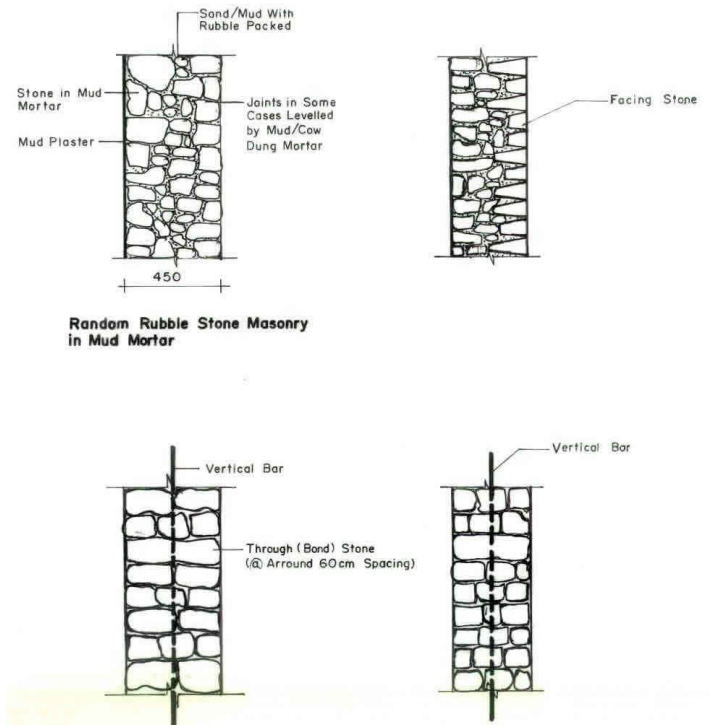 Sand/Mud With
Rubble Packed
Stone in Mud
Mortar
Mud Plaster
Joints in Some
Cases Levelled
by Mud/Cow
Dung Mortar
Facing Stone
450
Random Rubble Stone Masonry
in Mud Mortar
Vertical Bar
Through (Bond) Stone
(@ Arround 60cm Spacing)
Vertical Bar